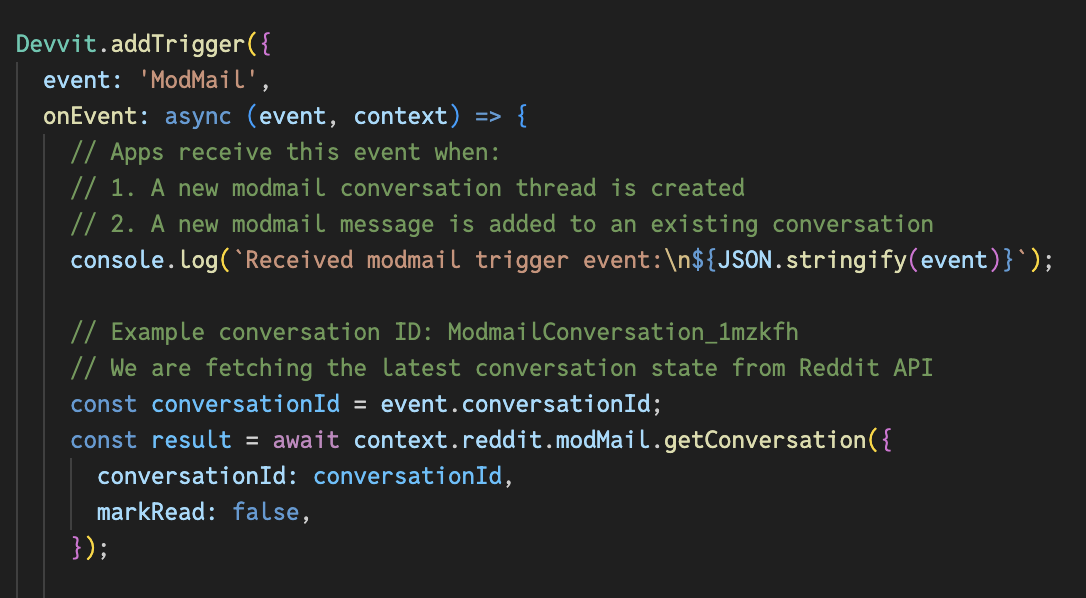 Devvit.addTrigger({
  event: 'ModMail',
  onEvent: async (event, context) => {
    // Apps receive this event when:
    // 1. A new modmail conversation thread is created
    // 2. A new modmail message is added to an existing conversation
    console.log(`Received modmail trigger event:\n${JSON.stringify(event)}`);

    // Example conversation ID: ModmailConversation_1mzkfh
    // We are fetching the latest conversation state from Reddit API
    const conversationId = event.conversationId;
    const result = await context.reddit.modMail.getConversation({
      conversationId: conversationId,
      markRead: false,
    });